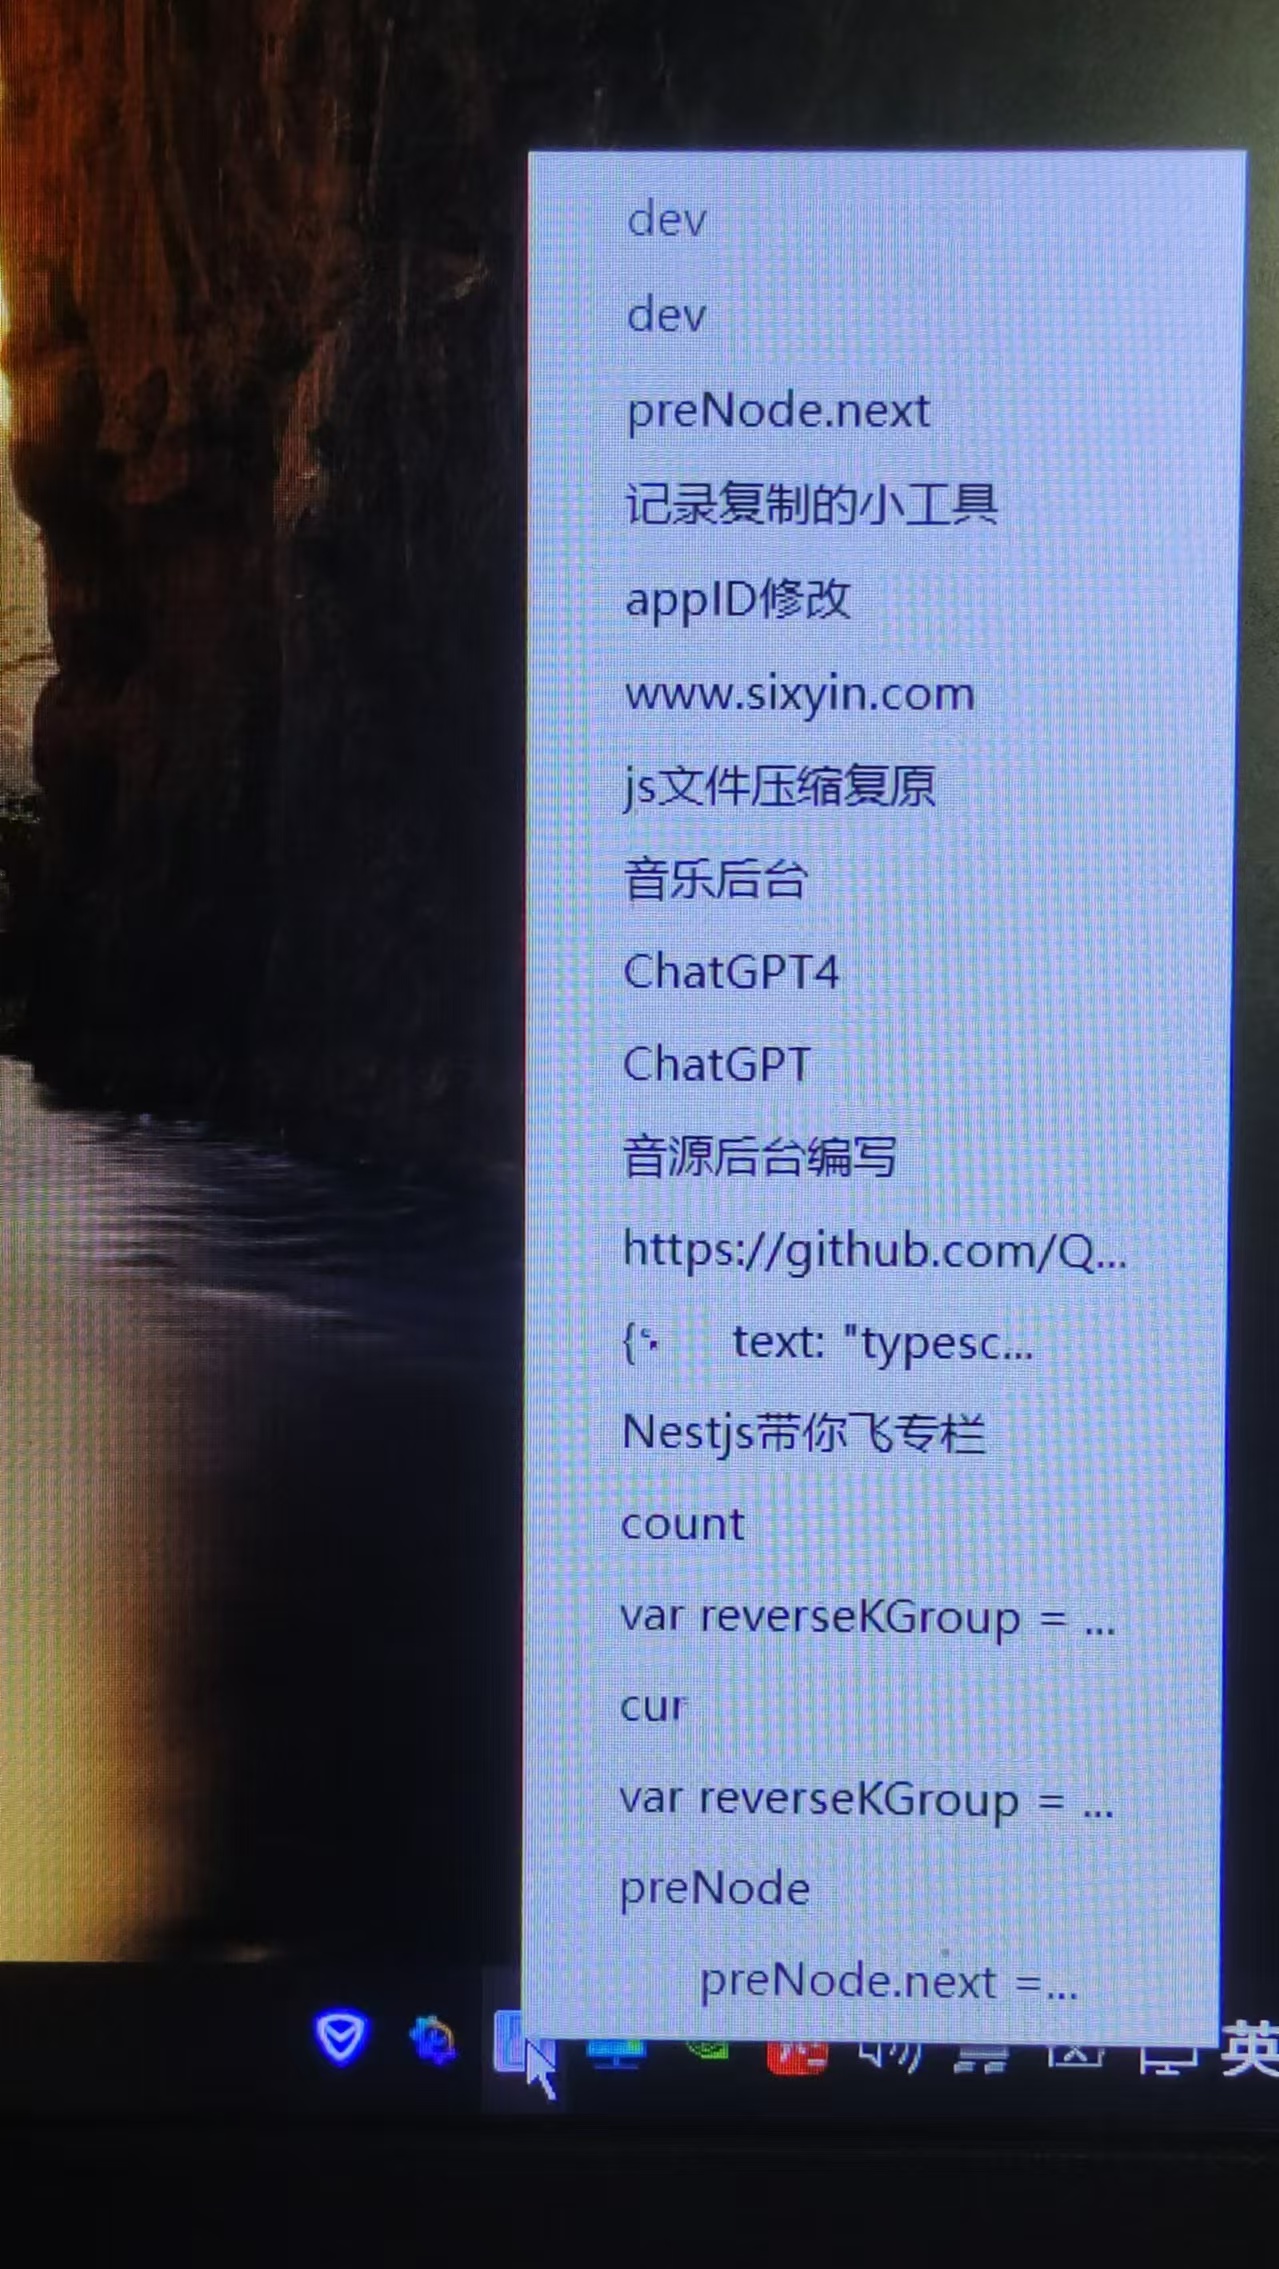 dev
dev
preNode.next
记录复制的小工具
appID修改
www.sixyin.com
js文件压缩复原
音乐后台
ChatGPT4
ChatGPT
音源后台编写
https://github.com/Q...
{ text: "typesc...
Nestjs带你飞专栏
count
var reverseKGroup = ...
cur
var reverseKGroup = ...
preNode
preNode.next =...
英